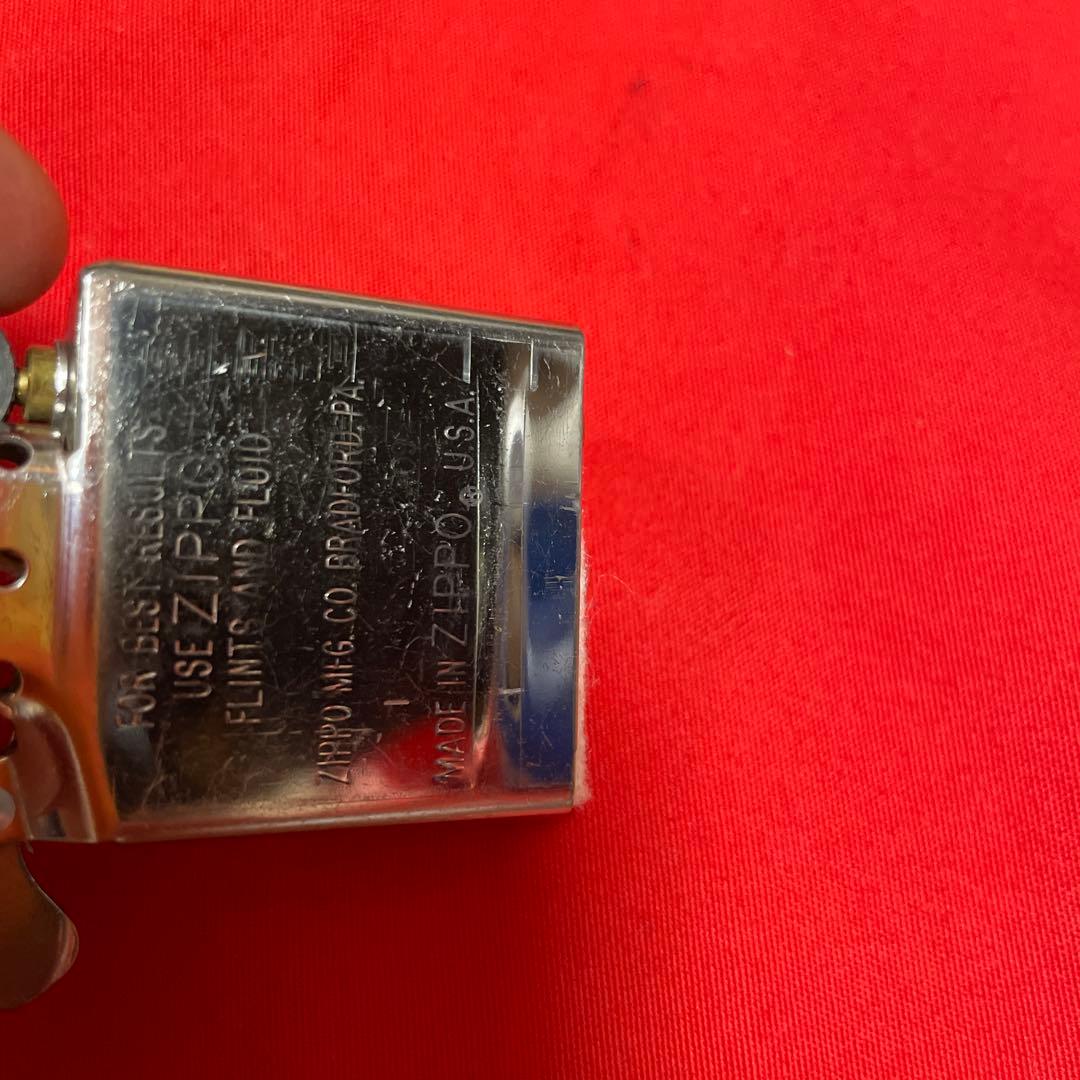 FOR BEST RESULTS
USE ZIPPO
FLINTS AND FLUID
ZIPPO MFG. CO. BRADFORD, PA.
I
MADE IN ZIPPO® U.S.A.